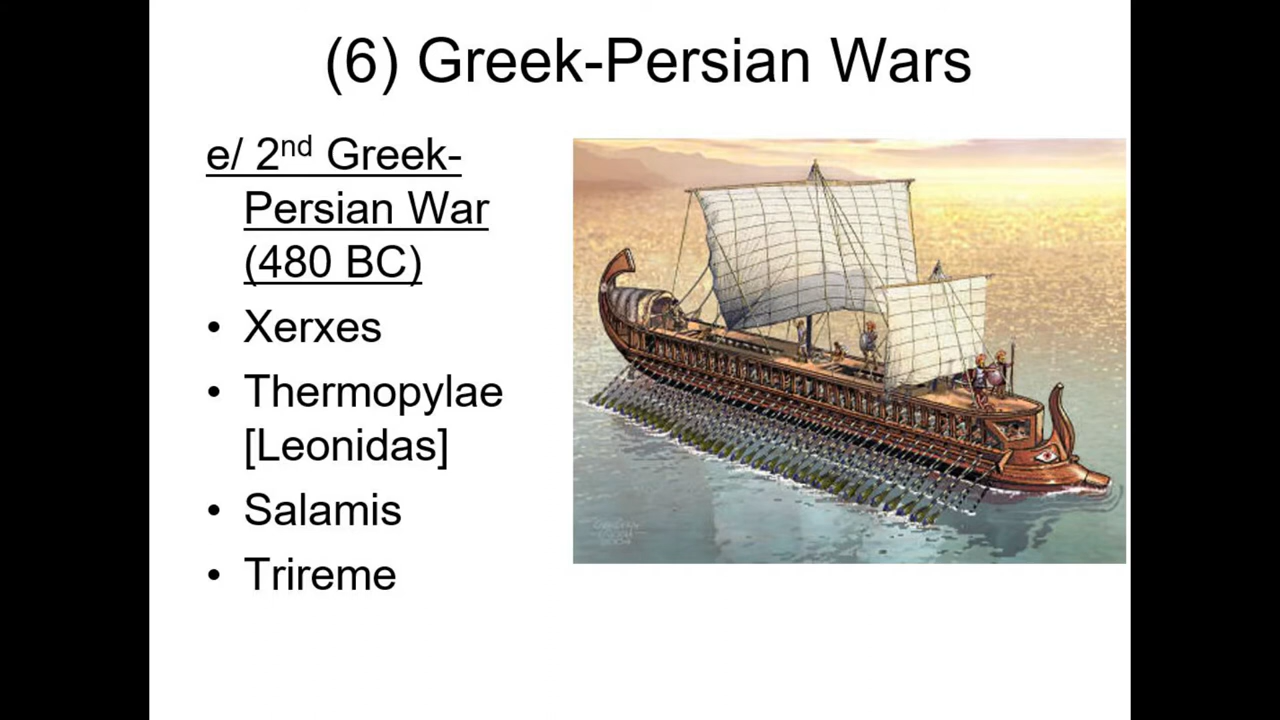 (6) Greek-Persian Wars
e/ 2nd Greek-
Persian War
(480 BC)
• Xerxes
• Thermopylae
[Leonidas]
• Salamis
• Trireme